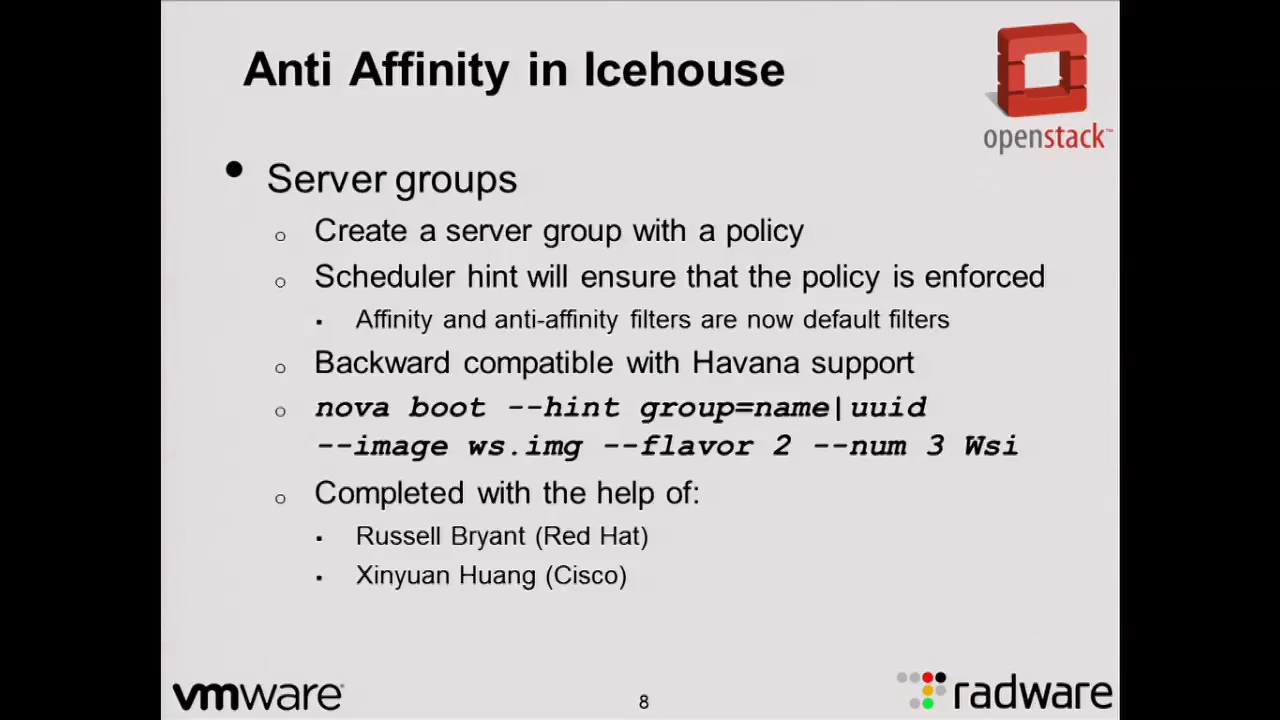 Anti Affinity in Icehouse
openstack™
• Server groups
o Create a server group with a policy
o Scheduler hint will ensure that the policy is enforced
▪ Affinity and anti-affinity filters are now default filters
o Backward compatible with Havana support
o nova boot --hint group=name|uuid
--image ws.img --flavor 2 --num 3 Wsi
o Completed with the help of:
▪ Russell Bryant (Red Hat)
▪ Xinyuan Huang (Cisco)
vmware
8
radware